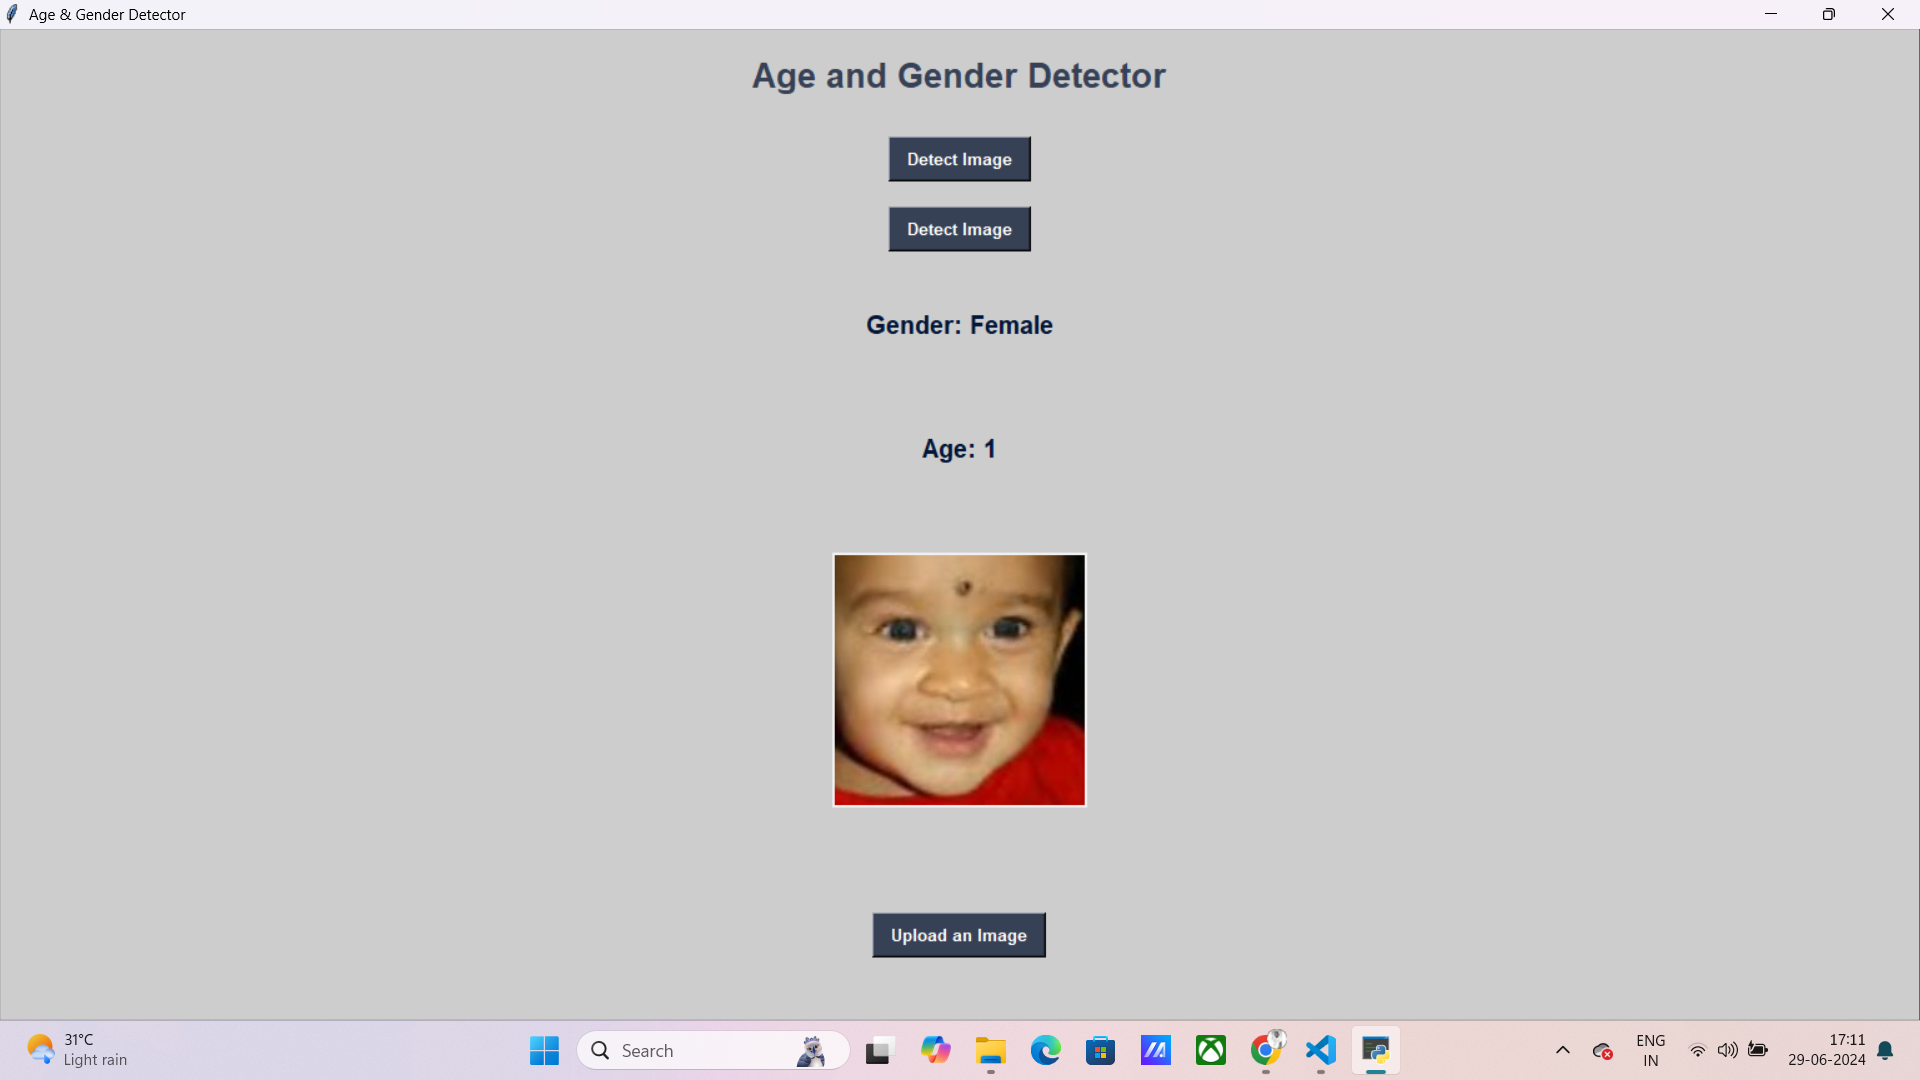 Age & Gender Detector
Age and Gender Detector
Detect Image
Detect Image
Gender: Female
Age: 1
Upload an Image
31°C
Light rain
Search
ENG
IN
17:11
29-06-2024